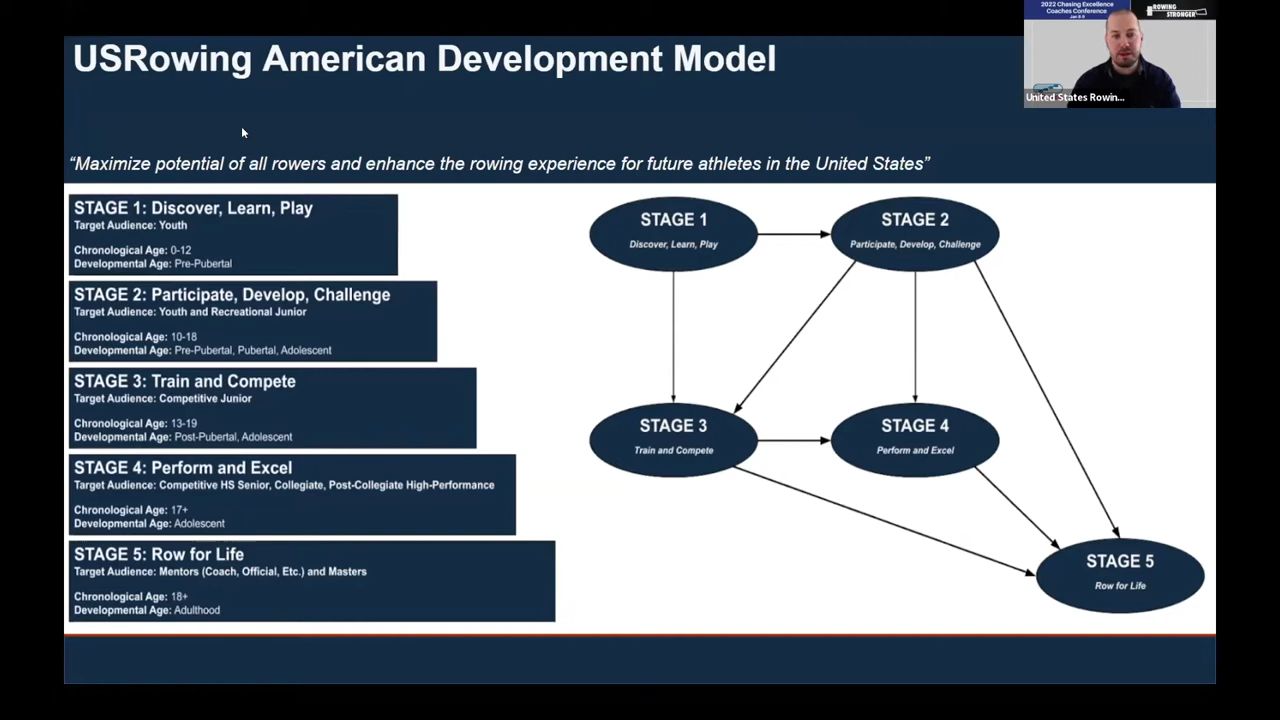 2022 Chasing Excellence
Coaches Conference
Jan 8-9
ROWING
STRONGER
United States Rowin...
USRowing American Development Model
“Maximize potential of all rowers and enhance the rowing experience for future athletes in the United States”
STAGE 1: Discover, Learn, Play
Target Audience: Youth
Chronological Age: 0-12
Developmental Age: Pre-Pubertal
STAGE 2: Participate, Develop, Challenge
Target Audience: Youth and Recreational Junior
Chronological Age: 10-18
Developmental Age: Pre-Pubertal, Pubertal, Adolescent
STAGE 3: Train and Compete
Target Audience: Competitive Junior
Chronological Age: 13-19
Developmental Age: Post-Pubertal, Adolescent
STAGE 4: Perform and Excel
Target Audience: Competitive HS Senior, Collegiate, Post-Collegiate High-Performance
Chronological Age: 17+
Developmental Age: Adolescent
STAGE 5: Row for Life
Target Audience: Mentors (Coach, Official, Etc.) and Masters
Chronological Age: 18+
Developmental Age: Adulthood
STAGE 1
Discover, Learn, Play
STAGE 2
Participate, Develop, Challenge
STAGE 3
Train and Compete
STAGE 4
Perform and Excel
STAGE 5
Row for Life